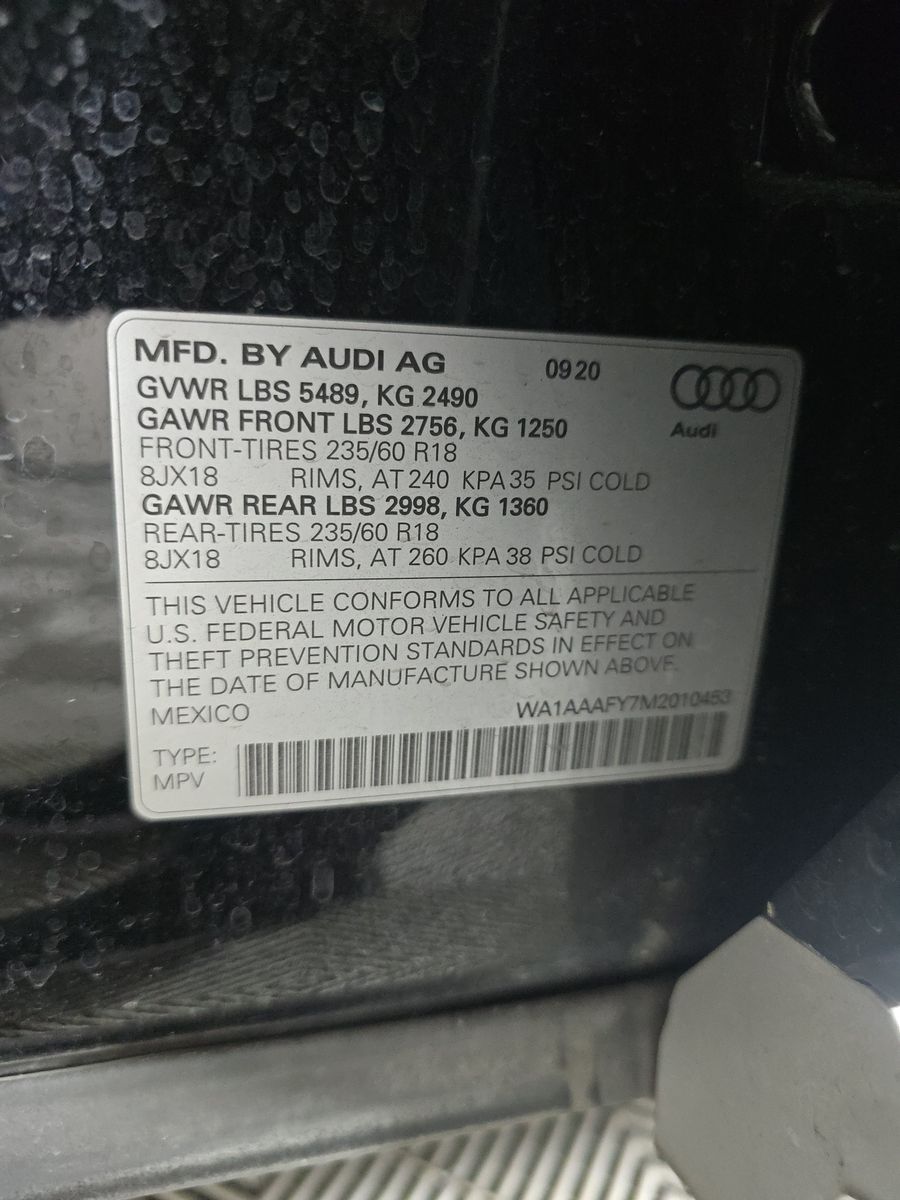 MFD. BY AUDI AG 09 20
GVWR LBS 5489, KG 2490
GAWR FRONT LBS 2756, KG 1250
Audi
FRONT-TIRES 235/60 R18
8JX18 RIMS, AT 240 KPA 35 PSI COLD
GAWR REAR LBS 2998, KG 1360
REAR-TIRES 235/60 R18
8JX18 RIMS, AT 260 KPA 38 PSI COLD
THIS VEHICLE CONFORMS TO ALL APPLICABLE
U.S. FEDERAL MOTOR VEHICLE SAFETY AND
THEFT PREVENTION STANDARDS IN EFFECT ON
THE DATE OF MANUFACTURE SHOWN ABOVE.
MEXICO WA1AAAFY7M2010453
TYPE:
MPV